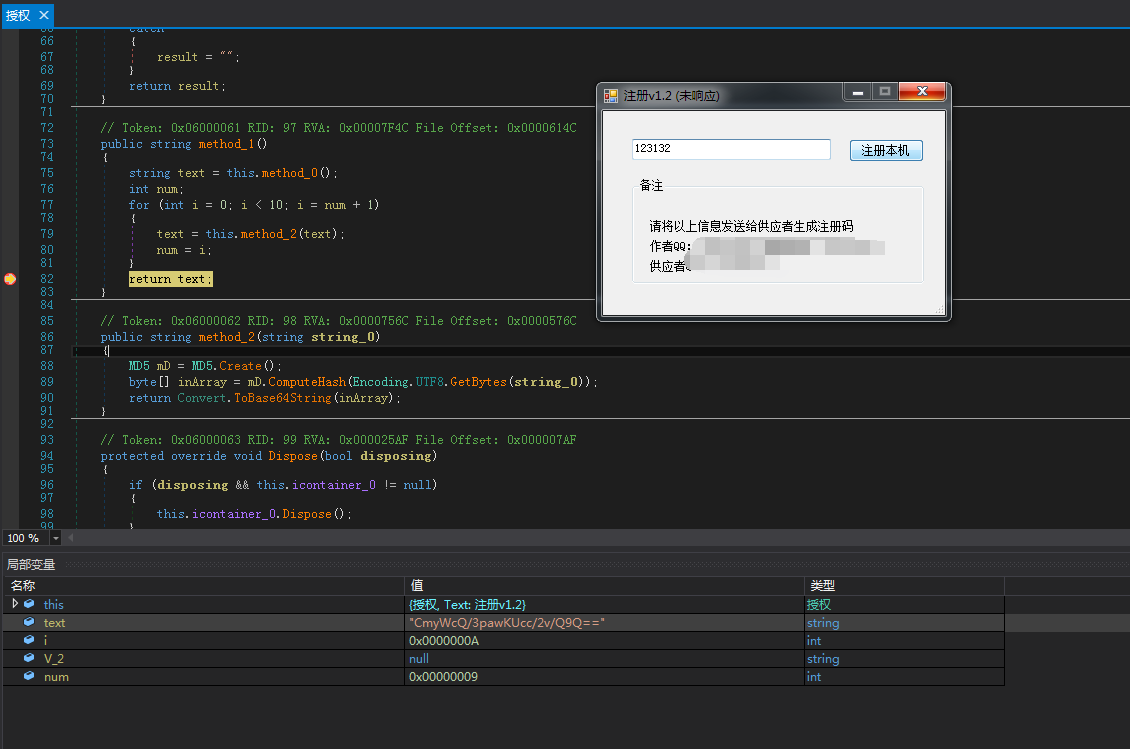 授权
66
{
67 result = "";
68 }
69 return result;
70 }
71
72 // Token: 0x06000061 RID: 97 RVA: 0x00007F4C File Offset: 0x0000614C
73 public string method_1()
74 {
75 string text = this.method_0();
76 int num;
77 for (int i = 0; i < 10; i = num + 1)
78 {
79 text = this.method_2(text);
80 num = i;
81 }
82 return text;
83 }
84
85 // Token: 0x06000062 RID: 98 RVA: 0x0000756C File Offset: 0x0000576C
86 public string method_2(string string_0)
87 {
88 MD5 mD = MD5.Create();
89 byte[] inArray = mD.ComputeHash(Encoding.UTF8.GetBytes(string_0));
90 return Convert.ToBase64String(inArray);
91 }
92
93 // Token: 0x06000063 RID: 99 RVA: 0x000025AF File Offset: 0x000007AF
94 protected override void Dispose(bool disposing)
95 {
96 if (disposing && this.icontainer_0 != null)
97 {
98 this.icontainer_0.Dispose();
99 }
注册v1.2 (未响应)
123132 注册本机
备注
请将以上信息发送给供应者生成注册码
作者QQ:
供应者
100 %
局部变量
名称 值 类型
this {授权, Text: 注册v1.2} 授权
text "CmyWcQ/3pawKUcc/2v/Q9Q==" string
i 0x0000000A int
V_2 null string
num 0x00000009 int